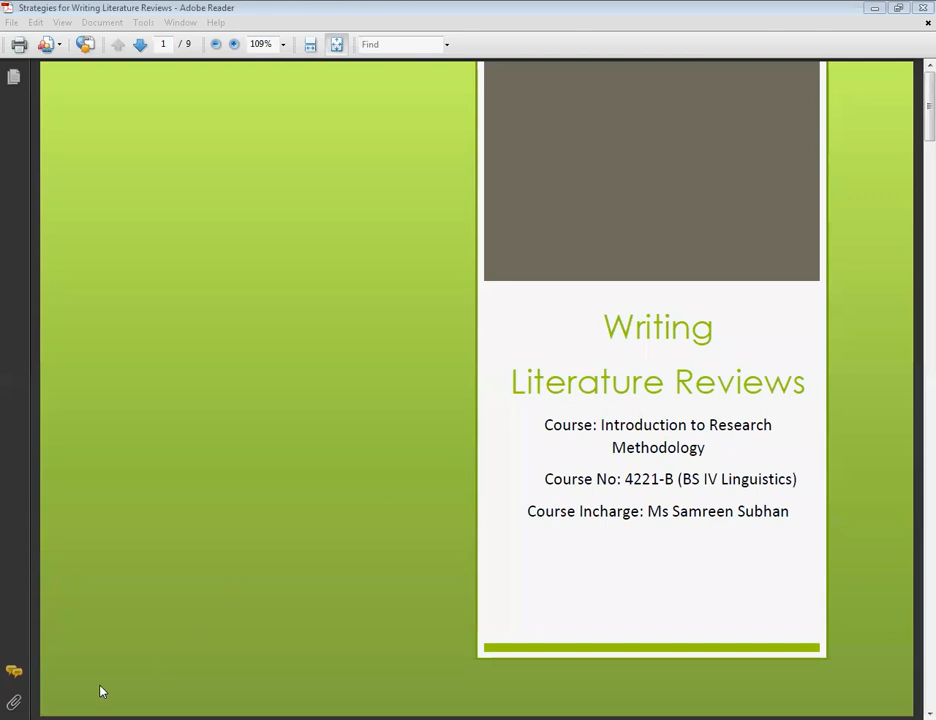 Strategies for Writing Literature Reviews - Adobe Reader
File Edit View Document Tools Window Help
1 / 9 109% Find
Writing
Literature Reviews
Course: Introduction to Research
Methodology
Course No: 4221-B (BS IV Linguistics)
Course Incharge: Ms Samreen Subhan